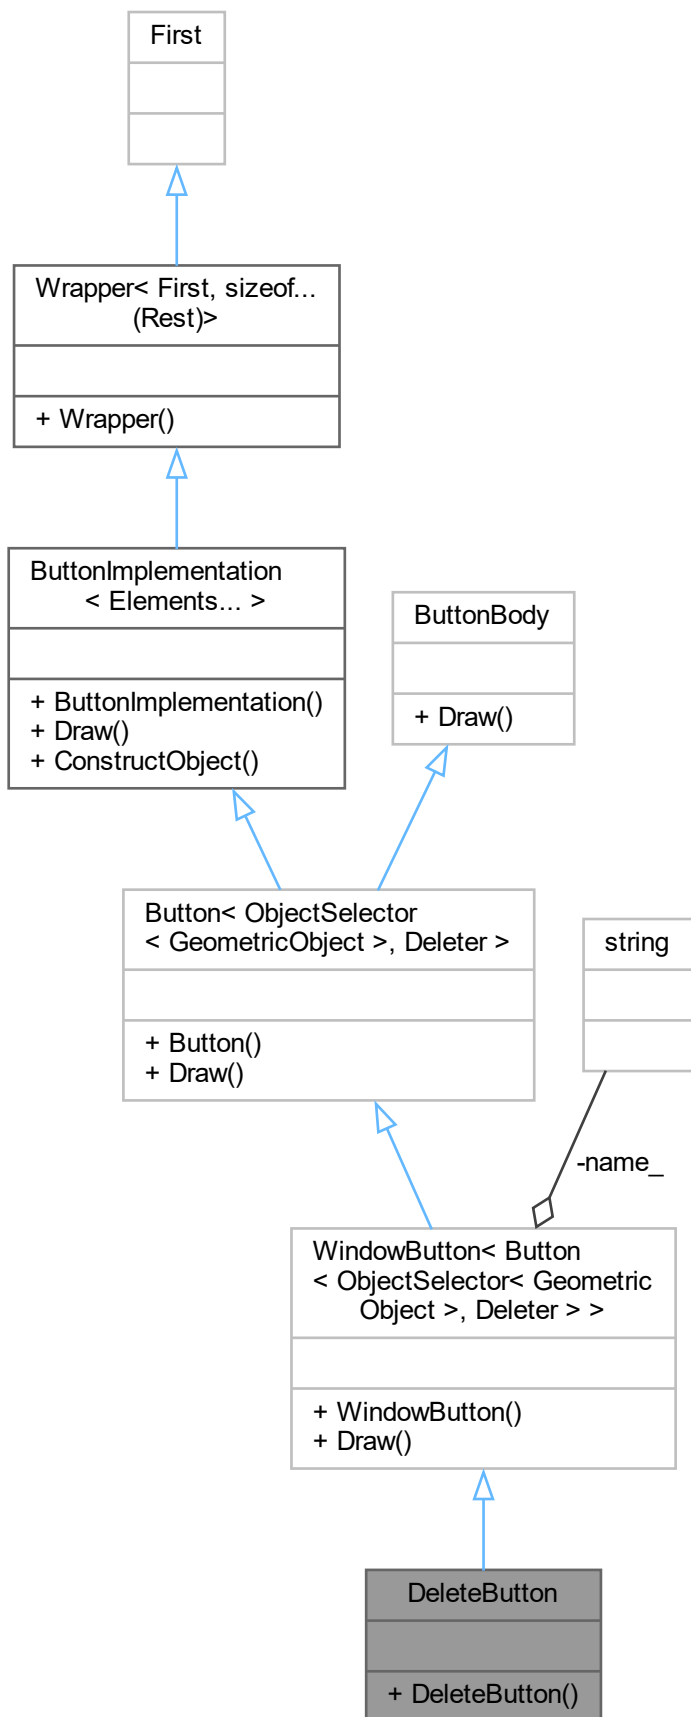 First
Wrapper< First, sizeof...
(Rest)>
+ Wrapper()
ButtonImplementation
< Elements... >
+ ButtonImplementation()
+ Draw()
+ ConstructObject()
ButtonBody
+ Draw()
Button< ObjectSelector
< GeometricObject >, Deleter >
+ Button()
+ Draw()
string
-name_
WindowButton< Button
< ObjectSelector< Geometric
Object >, Deleter > >
+ WindowButton()
+ Draw()
DeleteButton
+ DeleteButton()